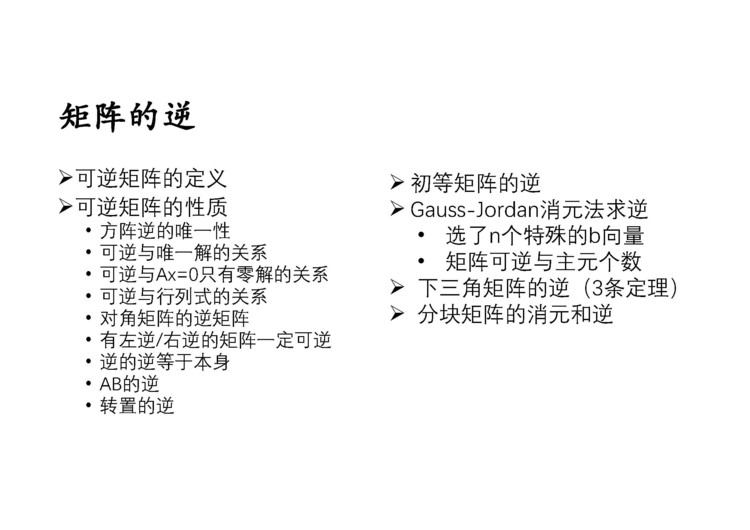 矩阵的逆
➢可逆矩阵的定义
➢可逆矩阵的性质
• 方阵逆的唯一性
• 可逆与唯一解的关系
• 可逆与Ax=0只有零解的关系
• 可逆与行列式的关系
• 对角矩阵的逆矩阵
• 有左逆/右逆的矩阵一定可逆
• 逆的逆等于本身
• AB的逆
• 转置的逆
➢初等矩阵的逆
➢Gauss-Jordan消元法求逆
• 选了n个特殊的b向量
• 矩阵可逆与主元个数
➢ 下三角矩阵的逆（3条定理）
➢ 分块矩阵的消元和逆